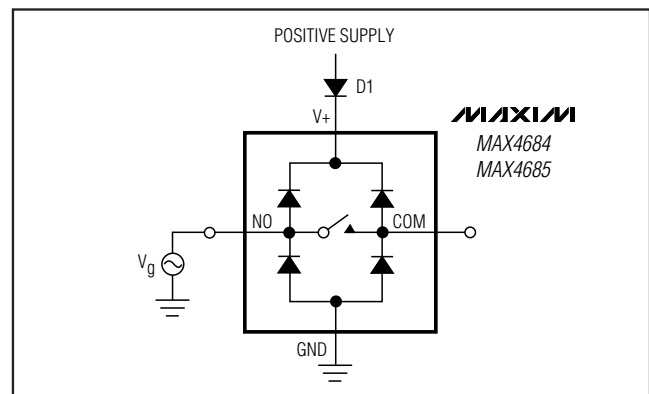 POSITIVE SUPPLY
D1
V+
MAXIM
MAX4684
MAX4685
NO
COM
Vg
GND